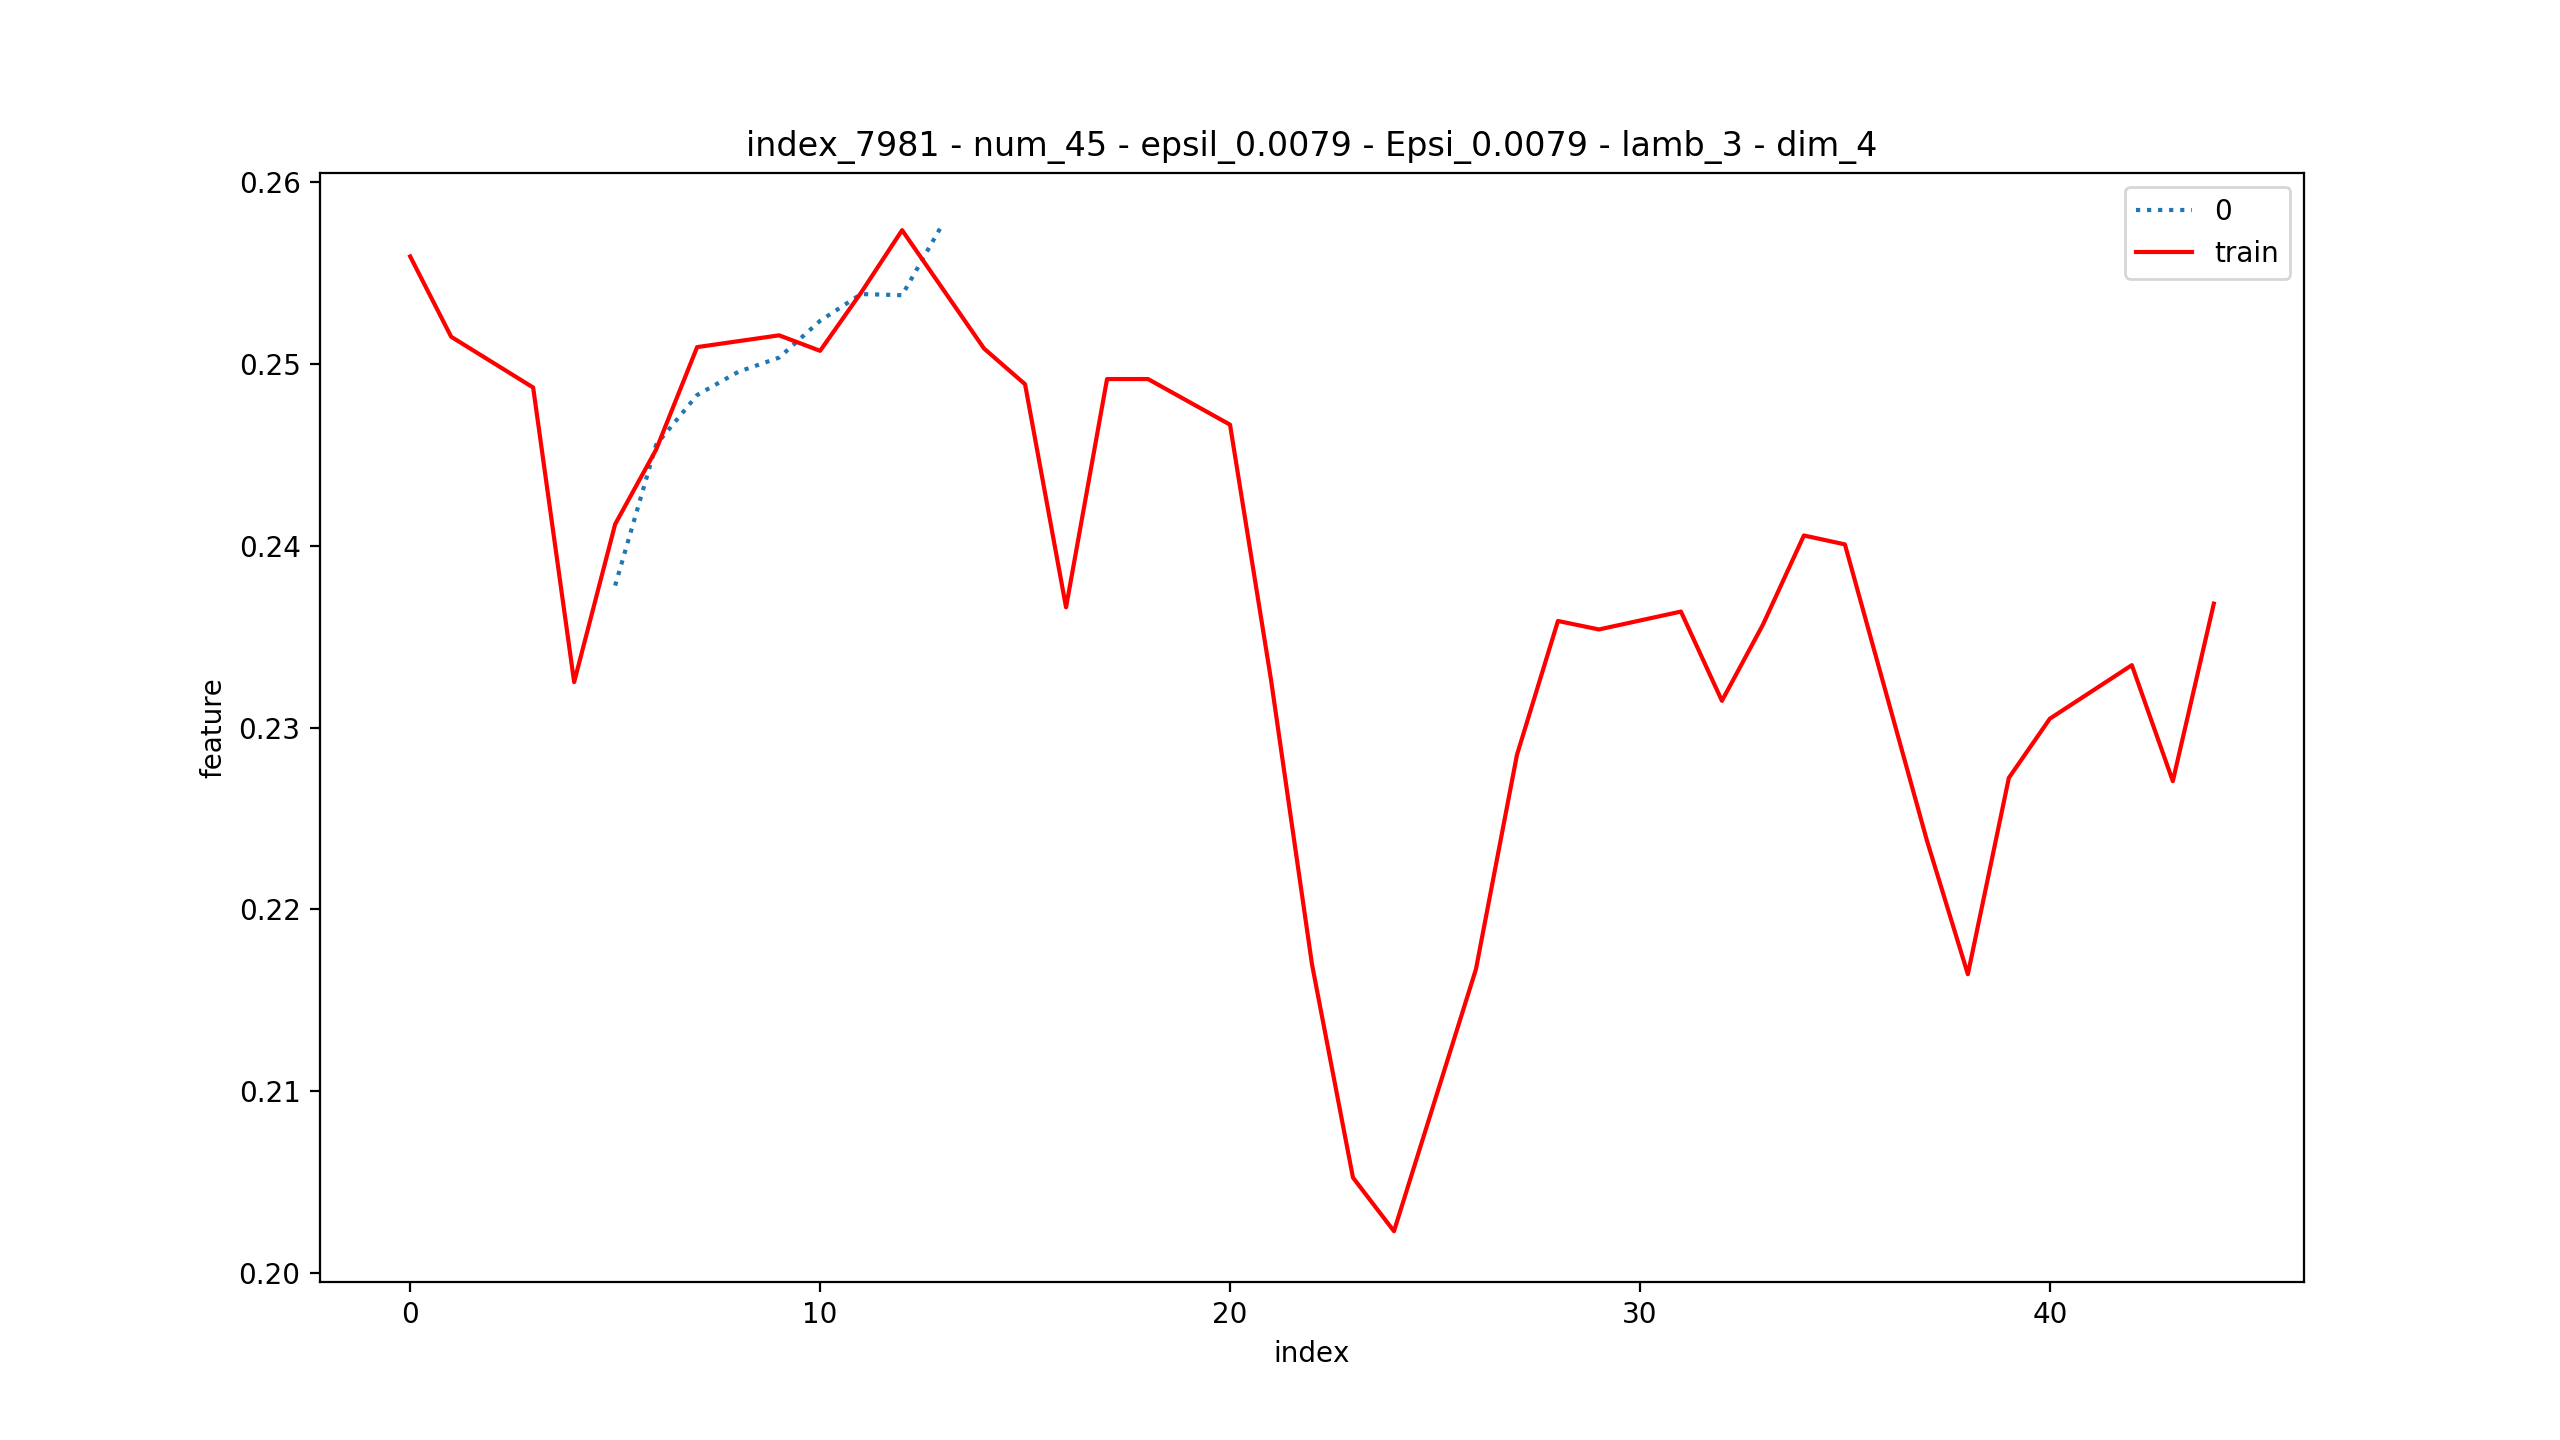 index_7981 - num_45 - epsil_0.0079 - Epsi_0.0079 - lamb_3 - dim_4
0
train
0.26
0.25
0.24
0.23
0.22
0.21
0.20
feature
0 10 20 30 40
index